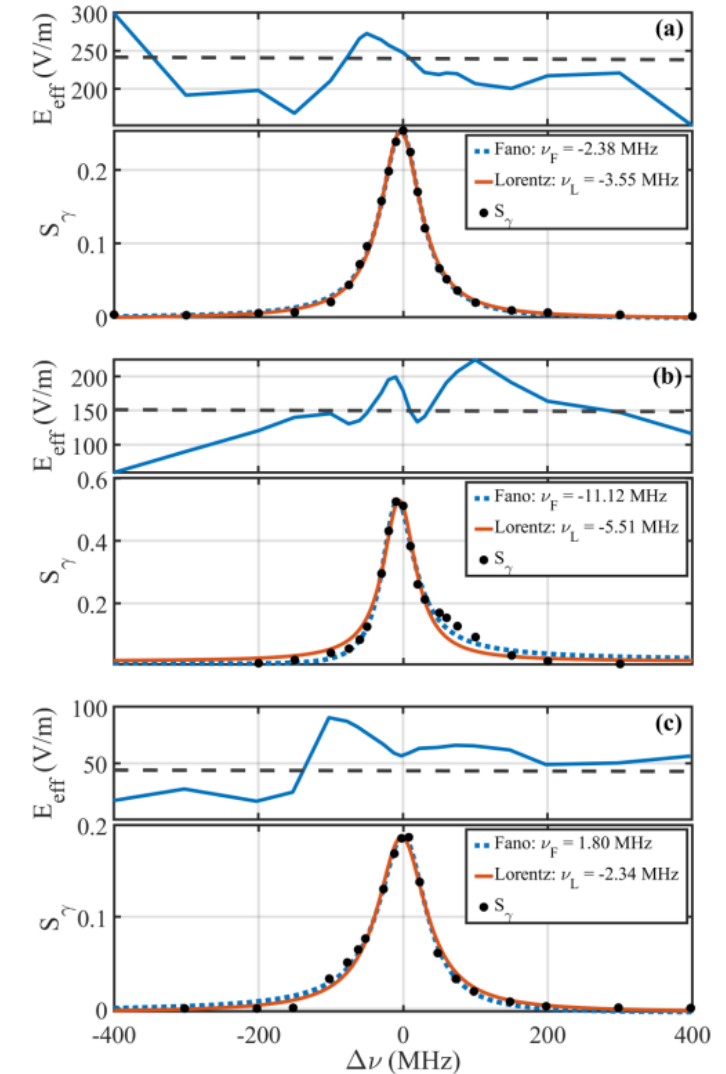 (a)
E_eff (V/m)
300
250
200
S_γ
0.2
0.1
0
Fano: ν_F = -2.38 MHz
Lorentz: ν_L = -3.55 MHz
S_γ
(b)
E_eff (V/m)
200
150
100
S_γ
0.6
0.4
0.2
Fano: ν_F = -11.12 MHz
Lorentz: ν_L = -5.51 MHz
S_γ
(c)
E_eff (V/m)
100
50
S_γ
0.2
0.1
0
Fano: ν_F = 1.80 MHz
Lorentz: ν_L = -2.34 MHz
S_γ
-400 -200 0 200 400
Δν (MHz)